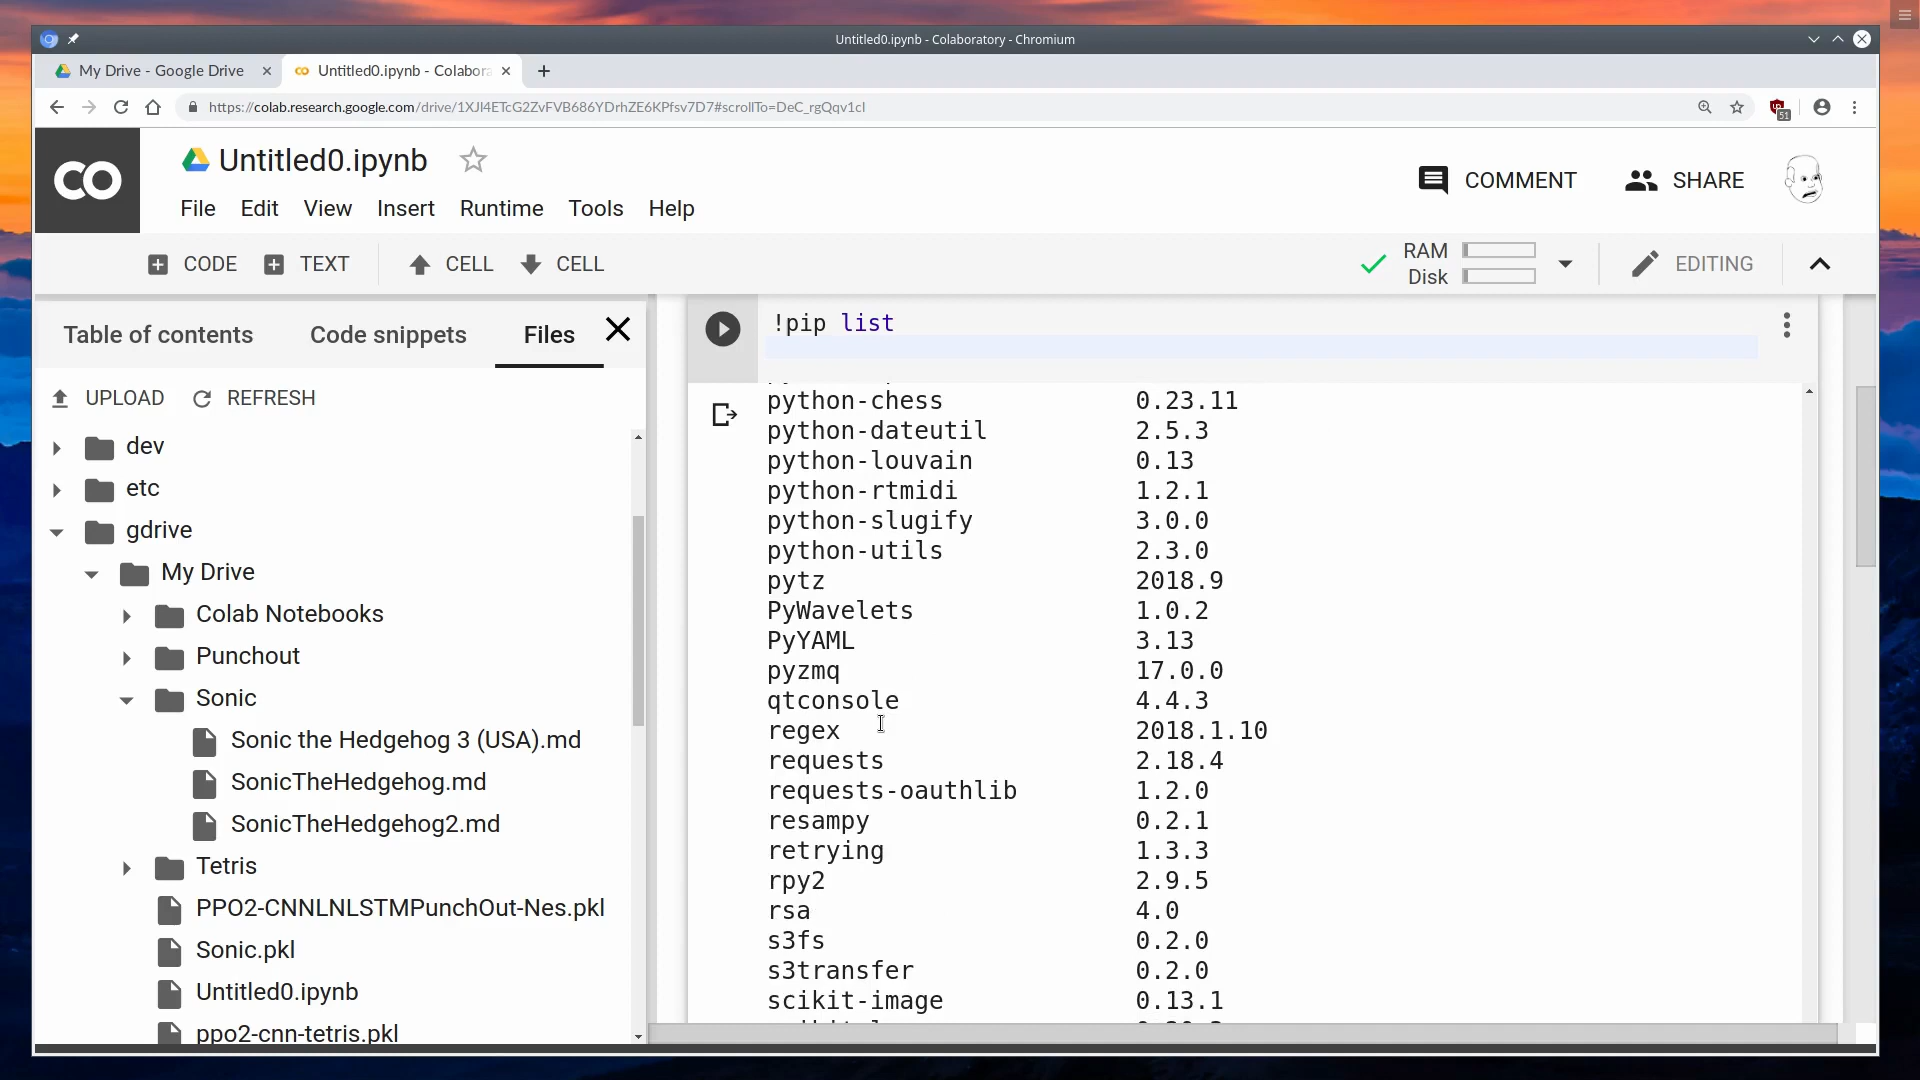 Untitled0.ipynb - Colaboratory - Chromium
My Drive - Google Drive
Untitled0.ipynb - Colabora
https://colab.research.google.com/drive/1XJl4ETcG2ZvFVB686YDrhZE6KPfsv7D7#scrollTo=DeC_rgQqv1cl
51
CO
Untitled0.ipynb
COMMENT
SHARE
File Edit View Insert Runtime Tools Help
CODE
TEXT
CELL
CELL
RAM
Disk
EDITING
Table of contents
Code snippets
Files
UPLOAD
REFRESH
dev
etc
gdrive
My Drive
Colab Notebooks
Punchout
Sonic
Sonic the Hedgehog 3 (USA).md
SonicTheHedgehog.md
SonicTheHedgehog2.md
Tetris
PPO2-CNNLNLSTMPunchOut-Nes.pkl
Sonic.pkl
Untitled0.ipynb
ppo2-cnn-tetris.pkl
!pip list
python-chess 0.23.11
python-dateutil 2.5.3
python-louvain 0.13
python-rtmidi 1.2.1
python-slugify 3.0.0
python-utils 2.3.0
pytz 2018.9
PyWavelets 1.0.2
PyYAML 3.13
pyzmq 17.0.0
qtconsole 4.4.3
regex 2018.1.10
requests 2.18.4
requests-oauthlib 1.2.0
resampy 0.2.1
retrying 1.3.3
rpy2 2.9.5
rsa 4.0
s3fs 0.2.0
s3transfer 0.2.0
scikit-image 0.13.1